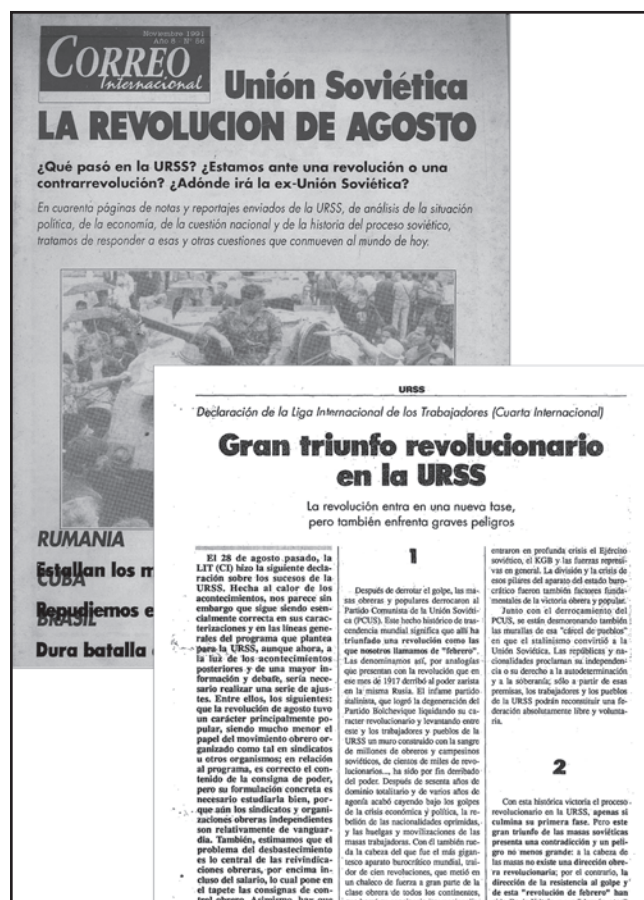 Noviembre 1991
Año 8 - Nº 56
CORREO
Internacional
Unión Soviética
LA REVOLUCION DE AGOSTO
¿Qué pasó en la URSS? ¿Estamos ante una revolución o una
contrarrevolución? ¿Adónde irá la ex-Unión Soviética?
En cuarenta páginas de notas y reportajes enviados de la URSS, de análisis de la situación
política, de la economía, de la cuestión nacional y de la historia del proceso soviético,
tratamos de responder a esas y otras cuestiones que conmueven al mundo de hoy.
RUMANIA
Estallan los m
CUBA
Repudiemos e
BRASIL
Dura batalla
URSS
Declaración de la Liga Internacional de los Trabajadores (Cuarta Internacional)
Gran triunfo revolucionario
en la URSS
La revolución entra en una nueva fase,
pero también enfrenta graves peligros
El 28 de agosto pasado, la
LIT (CI) hizo la siguiente decla-
ración sobre los sucesos de la
URSS. Hecha al calor de los
acontecimientos, nos parece sin
embargo que sigue siendo esen-
cialmente correcta en sus carac-
terizaciones y en las líneas gene-
rales del programa que plantea
para la URSS, aunque ahora, a
la luz de los acontecimientos
posteriores y de una mayor in-
formación y debate, sería nece-
sario realizar una serie de ajus-
tes. Entre ellos, los siguientes:
que la revolución de agosto tuvo
un carácter principalmente po-
pular, siendo mucho menor el
papel del movimiento obrero or-
ganizado como tal en sindicatos
u otros organismos; en relación
al programa, es correcto el con-
tenido de la consigna de poder,
pero su formulación concreta es
necesario estudiarla bien, por-
que aún los sindicatos y organi-
zaciones obreras independientes
son relativamente de vanguar-
dia. También, estimamos que el
problema del desbastecimiento
es lo central de las reivindica-
ciones obreras, por encima in-
cluso del salario, lo cual pone en
el tapete las consignas de con-
trol obrero. Asimismo, hay que
1
Después de derrotar el golpe, las ma-
sas obreras y populares derrocaron al
Partido Comunista de la Unión Soviéti-
ca (PCUS). Este hecho histórico de tras-
cendencia mundial significa que allí ha
triunfado una revolución como las
que nosotros llamamos de "febrero".
Las denominamos así, por analogías
que presentan con la revolución que en
ese mes de 1917 derribó al poder zarista
en la misma Rusia. El infame partido
stalinista, que logró la degeneración del
Partido Bolchevique liquidando su ca-
racter revolucionario y levantando entre
este y los trabajadores y pueblos de la
URSS un muro construido con la sangre
de millones de obreros y campesinos
soviéticos, de cientos de miles de revo-
lucionarios..., ha sido por fin derribado
del poder. Después de sesenta años de
dominio totalitario y de varios años de
agonía acabó cayendo bajo los golpes
de la crisis económica y política, la re-
belión de las nacionalidades oprimidas,
y las huelgas y movilizaciones de las
masas trabajadoras. Con él también rue-
da la cabeza del que fue el más gigan-
tesco aparato burocrático mundial, trai-
dor de cien revoluciones, que metió en
un chaleco de fuerza a gran parte de la
clase obrera de todos los continentes,
entraron en profunda crisis el Ejército
soviético, el KGB y las fuerzas represi-
vas en general. La división y la crisis de
esos pilares del aparato del estado buro-
crático fueron también factores funda-
mentales de la victoria obrera y popular.
Junto con el derrocamiento del
PCUS, se están desmoronando también
las murallas de esa "cárcel de pueblos"
en que el stalinismo convirtió a la
Unión Soviética. Las repúblicas y na-
cionalidades proclaman su independen-
cia o su derecho a la autodeterminación
y a la soberanía; sólo a partir de esas
premisas, los trabajadores y los pueblos
de la URSS podrán reconstituir una fe-
deración absolutamente libre y volunta-
ria.
2
Con esta histórica victoria el proceso
revolucionario en la URSS, apenas si
culmina su primera fase. Pero este
gran triunfo de las masas soviéticas
presenta una contradicción y un peli-
gro no menos grande: a la cabeza de
las masas no existe una dirección obre-
ra revolucionaria; por el contrario, la
dirección de la resistencia al golpe y
de esta "revolución de febrero" han